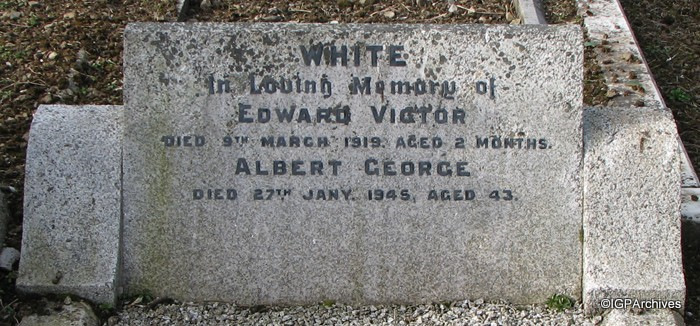 WHITE
In Loving Memory of
EDWARD VICTOR
DIED 9TH MARCH 1919. AGED 2 MONTHS.
ALBERT GEORGE
DIED 27TH JANY. 1945, AGED 43.
©IGPArchives